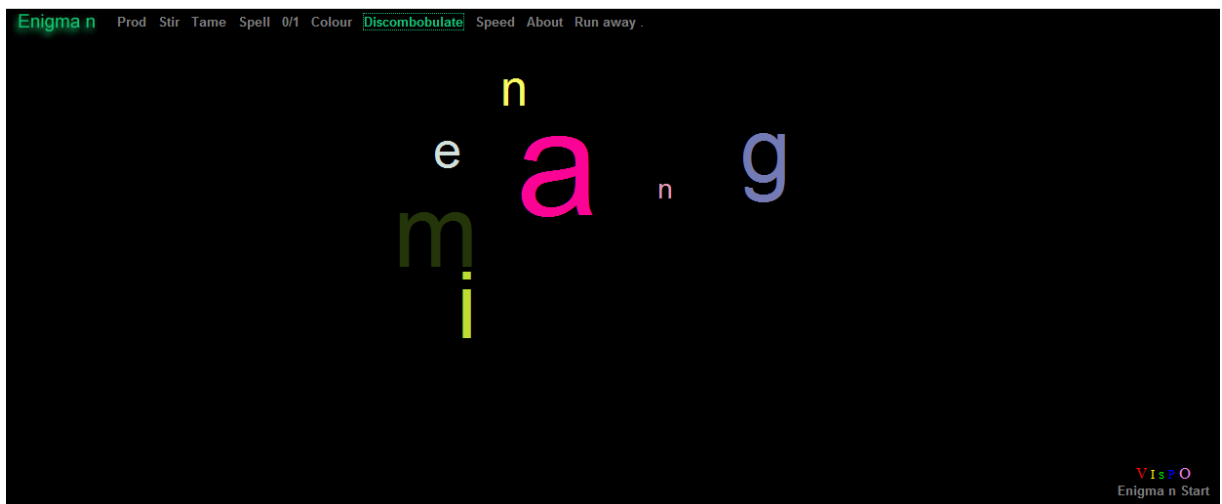 Enigma n Prod Stir Tame Spell 0/1 Colour Discombobulate Speed About Run away .
n
e a n g
m
i
VIsPO
Enigma n Start